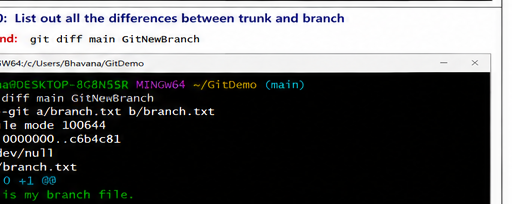 0: List out all the differences between trunk and branch
nd: git diff main GitNewBranch
GW64:/c/Users/Bhavana/GitDemo
a@DESKTOP-8G8N5SR MINGW64 ~/GitDemo (main)
diff main GitNewBranch
-git a/branch.txt b/branch.txt
le mode 100644
0000000..c6b4c81
dev/null
/branch.txt
0 +1 @@
is my branch file.